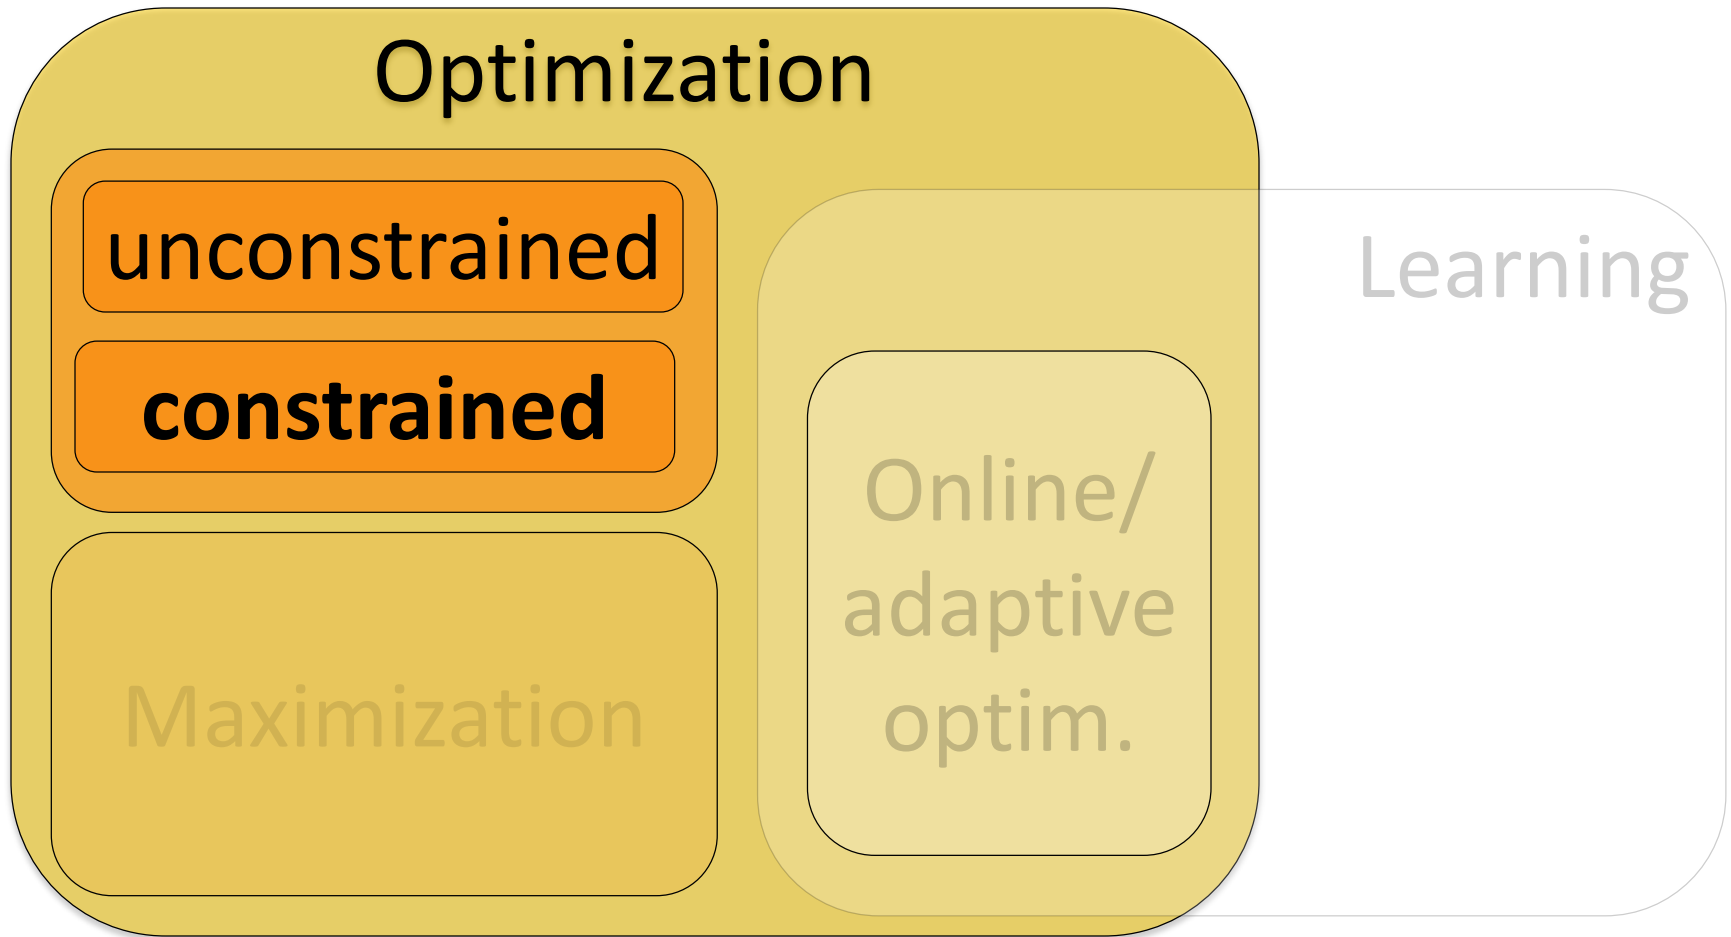 Optimization
unconstrained
Learning
constrained
Online/
adaptive
optim.
Maximization